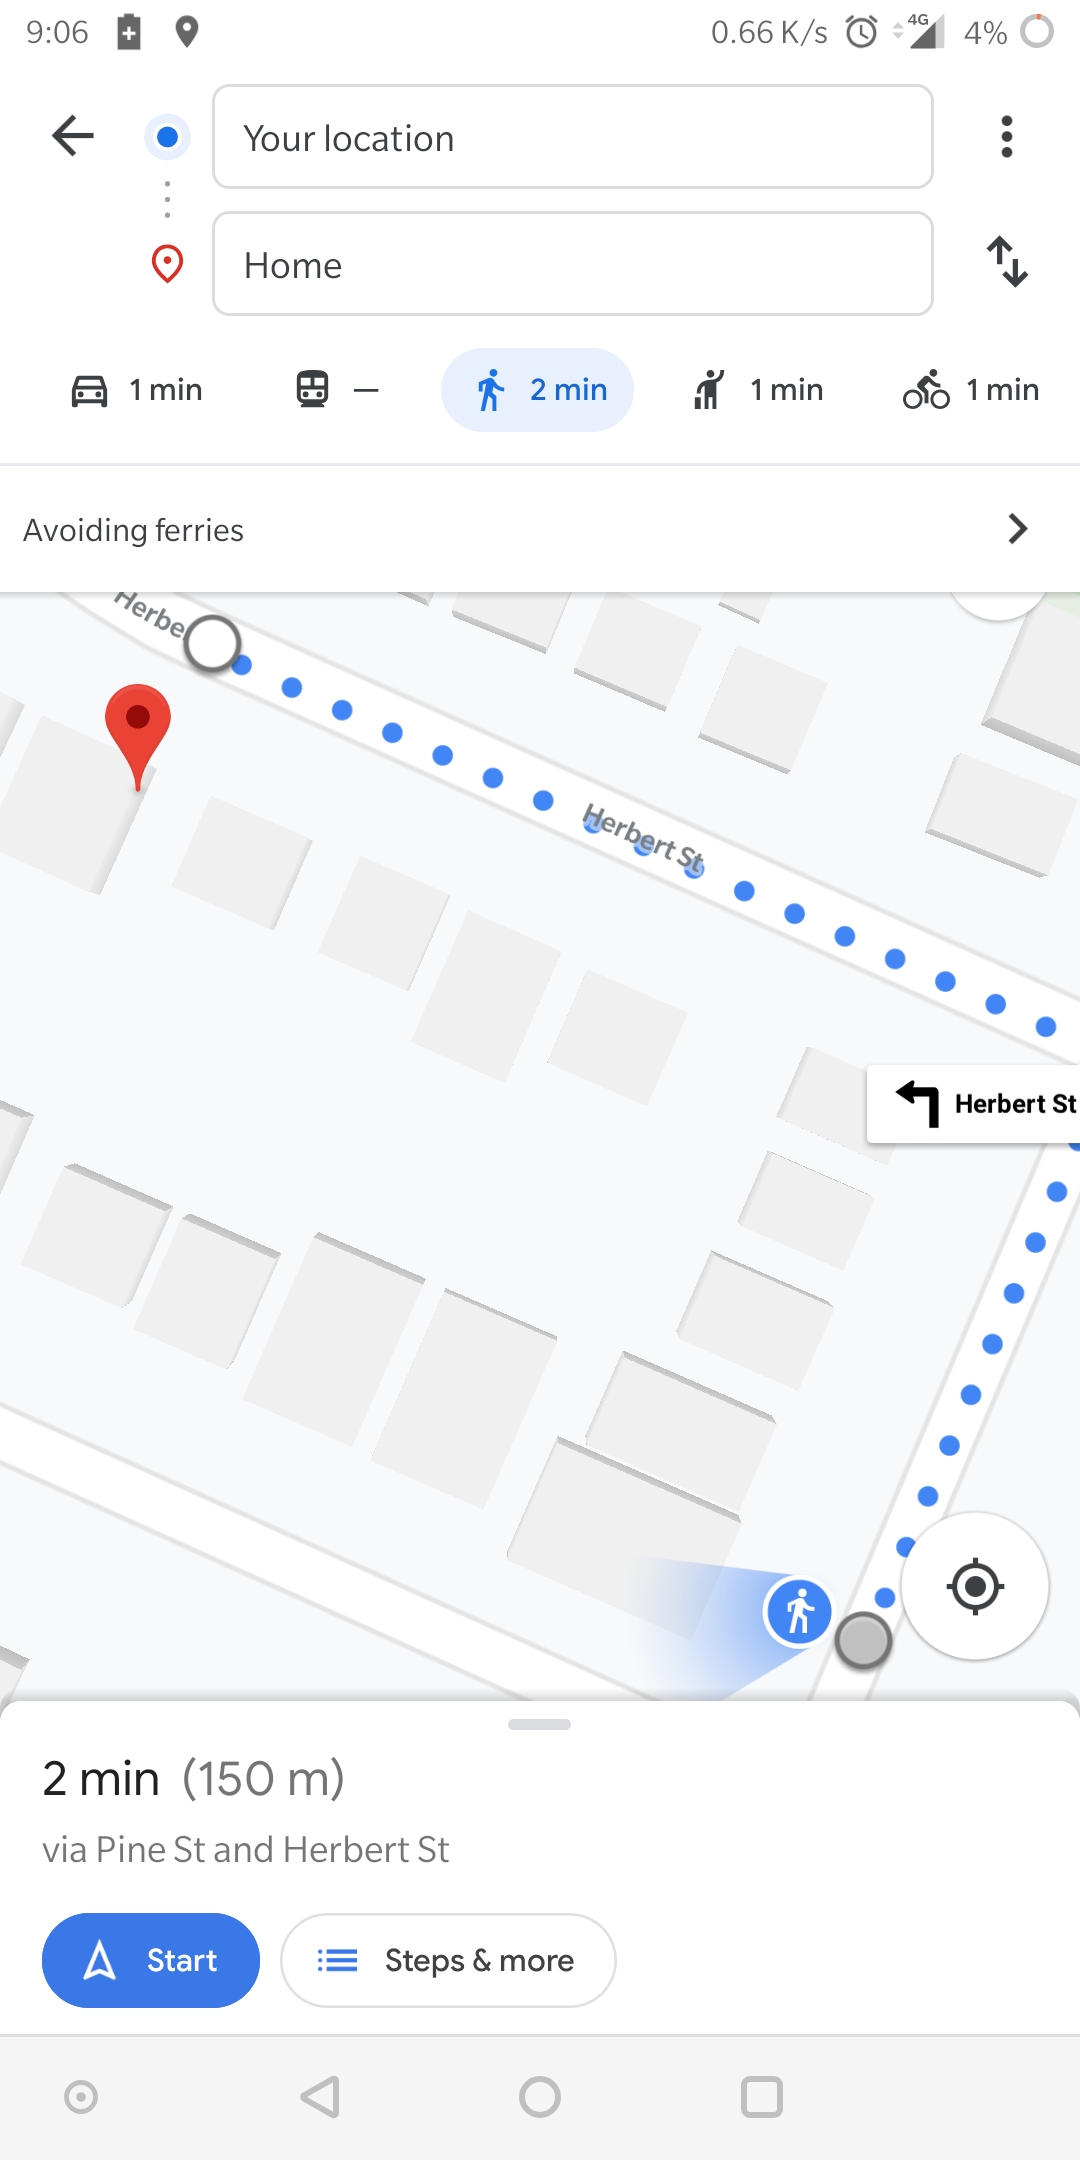 9:06 0.66 K/s 4G 4%
Your location
Home
1 min — 2 min 1 min 1 min
Avoiding ferries
Herbe
Herbert St
Herbert St
2 min (150 m)
via Pine St and Herbert St
Start Steps & more